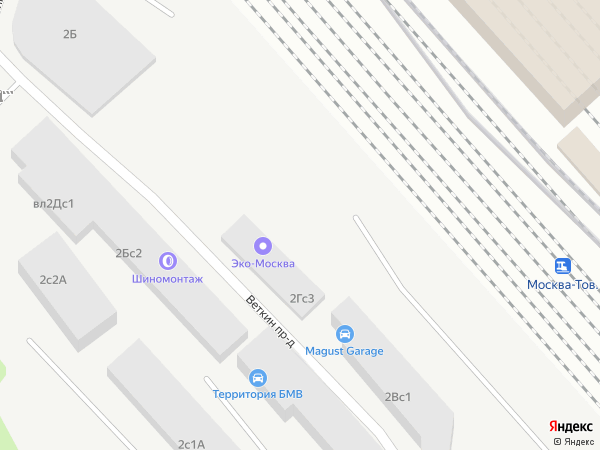 2Б
вл2Дс1
2Бс2
Шиномонтаж
2с2А
Эко-Москва
2Гс3
Веткин пр-д
Magust Garage
Территория БМВ
2Вс1
2с1А
Москва-Тов.
Яндекс
© Яндекс